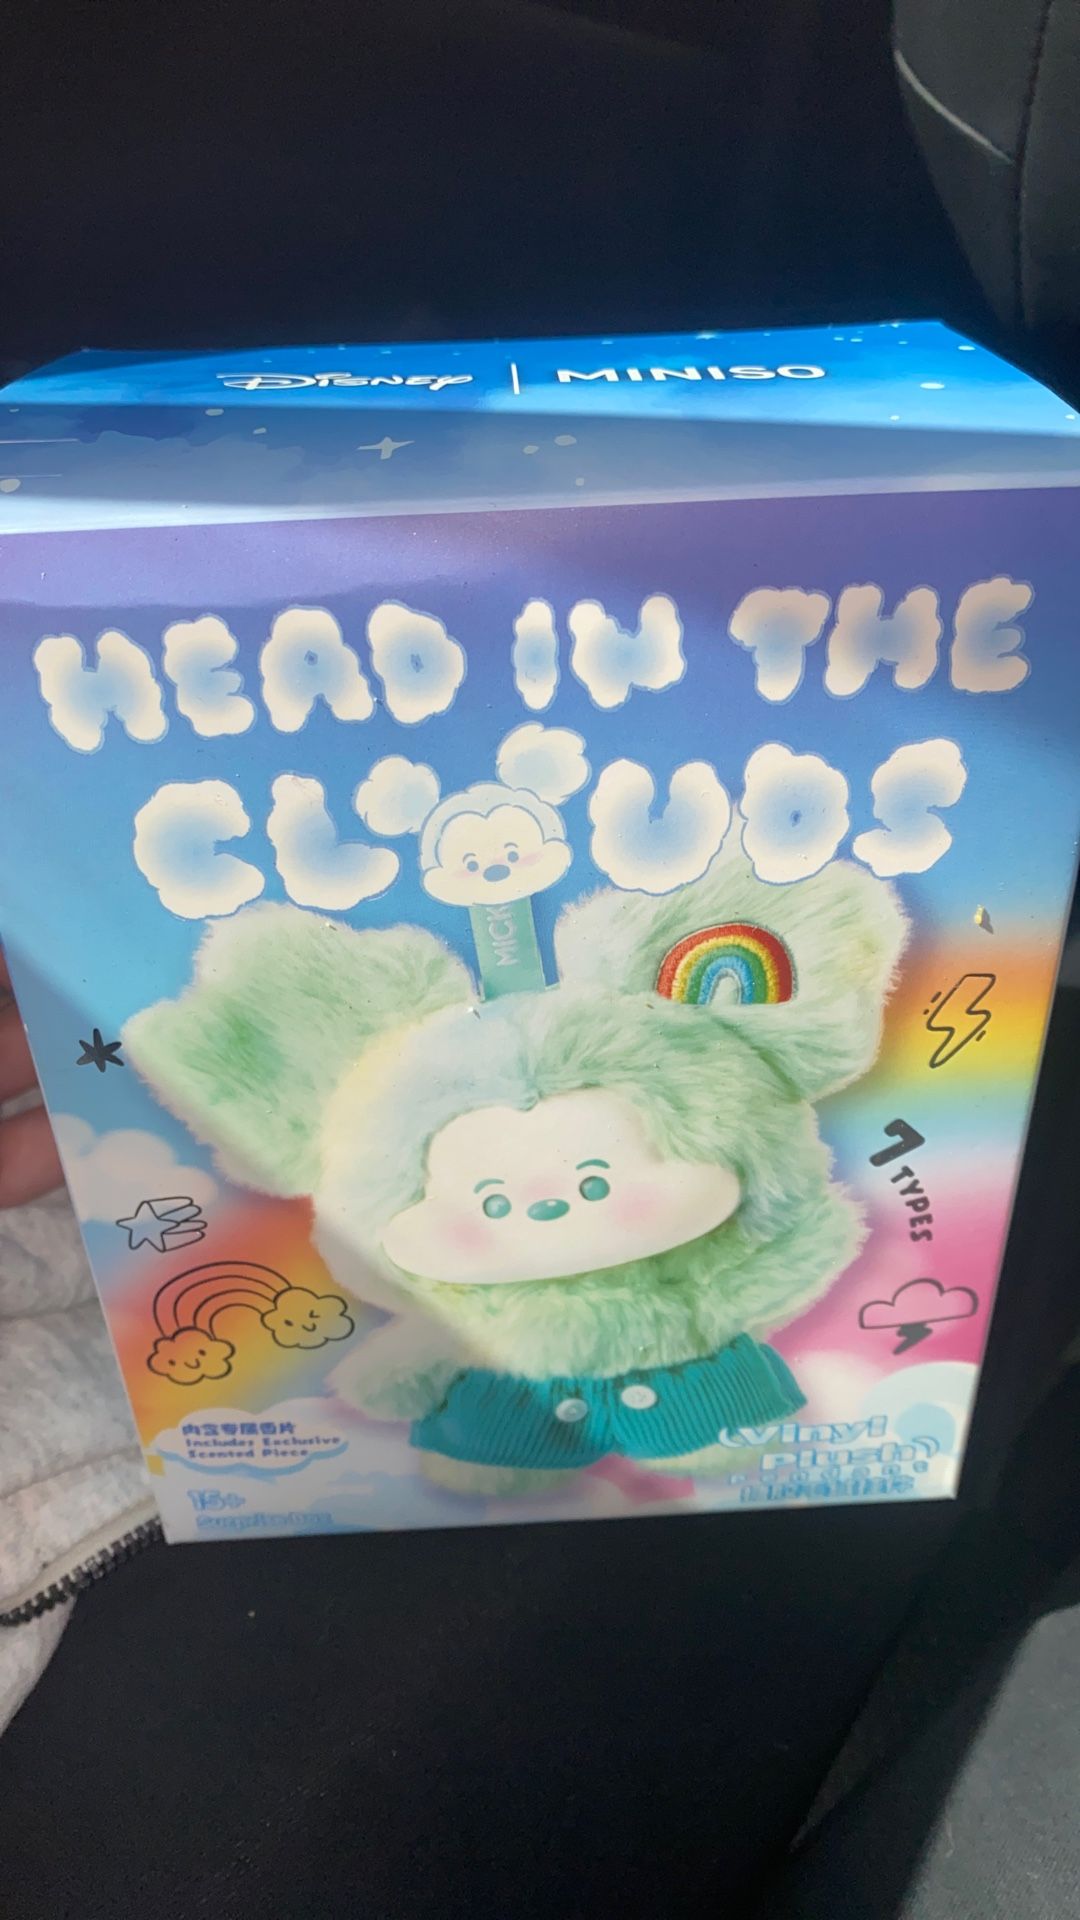 Disney | MINISO
HEAD IN THE
CLOUDS
MICK
7 TYPES
内含专属香片
Includes Exclusive
Scented Piece
15+
Vinyl
Plush